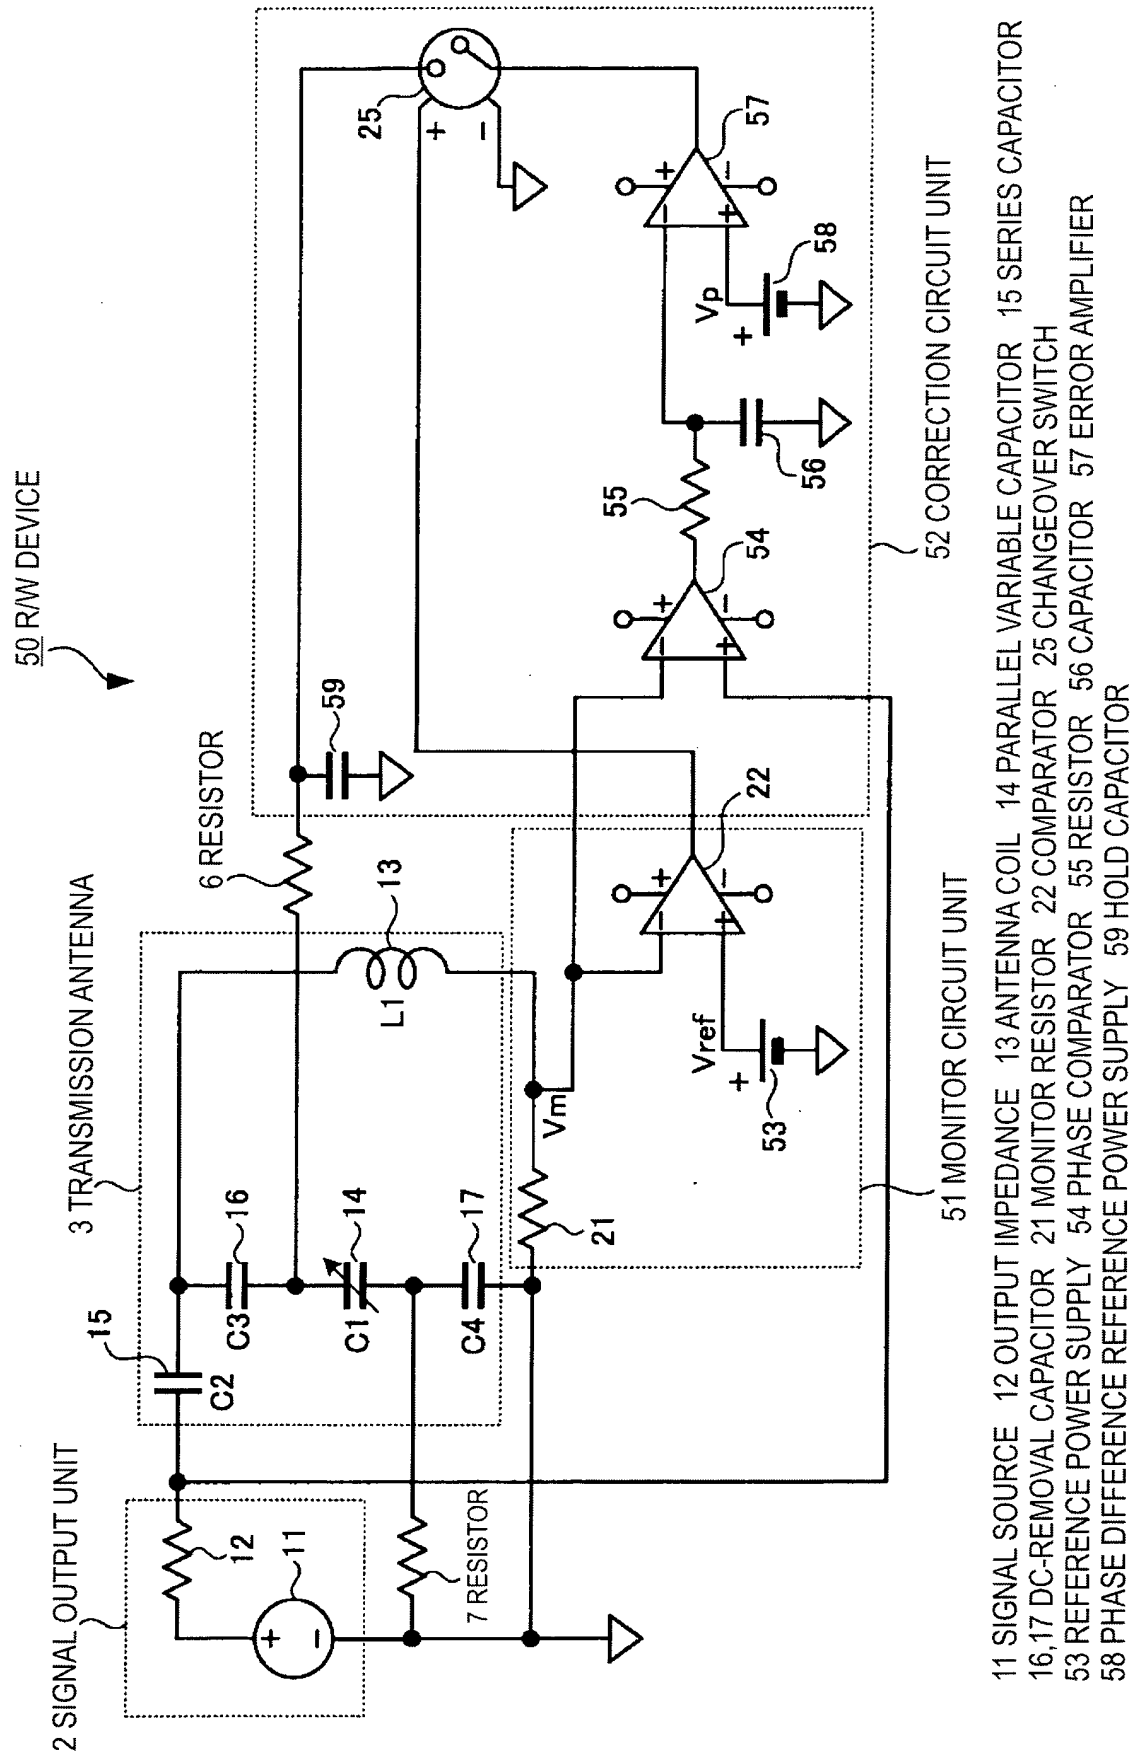 50 R/W DEVICE
2 SIGNAL OUTPUT UNIT
3 TRANSMISSION ANTENNA
6 RESISTOR
59
25
+
−
15
C2
12
11
+
−
16
C3
14
C1
17
C4
7 RESISTOR
13
L1
Vm
21
22
+
−
−
+
Vref
+
53
51 MONITOR CIRCUIT UNIT
54
+
−
−
+
55
56
57
+
−
−
+
Vp
+
58
52 CORRECTION CIRCUIT UNIT
11 SIGNAL SOURCE 12 OUTPUT IMPEDANCE 13 ANTENNA COIL 14 PARALLEL VARIABLE CAPACITOR 15 SERIES CAPACITOR
16,17 DC-REMOVAL CAPACITOR 21 MONITOR RESISTOR 22 COMPARATOR 25 CHANGEOVER SWITCH
53 REFERENCE POWER SUPPLY 54 PHASE COMPARATOR 55 RESISTOR 56 CAPACITOR 57 ERROR AMPLIFIER
58 PHASE DIFFERENCE REFERENCE POWER SUPPLY 59 HOLD CAPACITOR